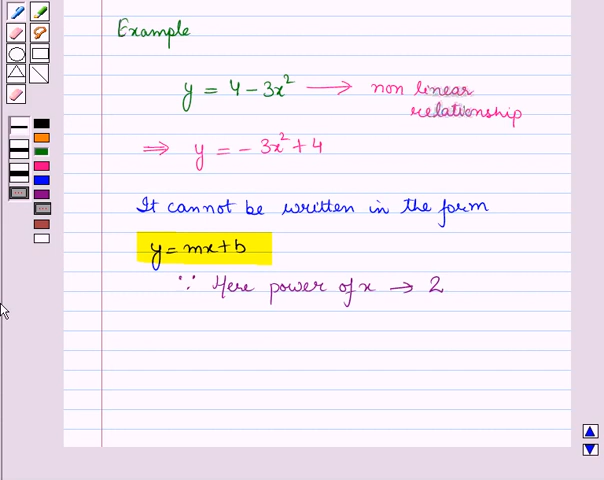 Example
y = 4 - 3x² → non linear
relationship
⇒ y = - 3x² + 4
It cannot be written in the form
y = mx + b
∵ Here power of x → 2